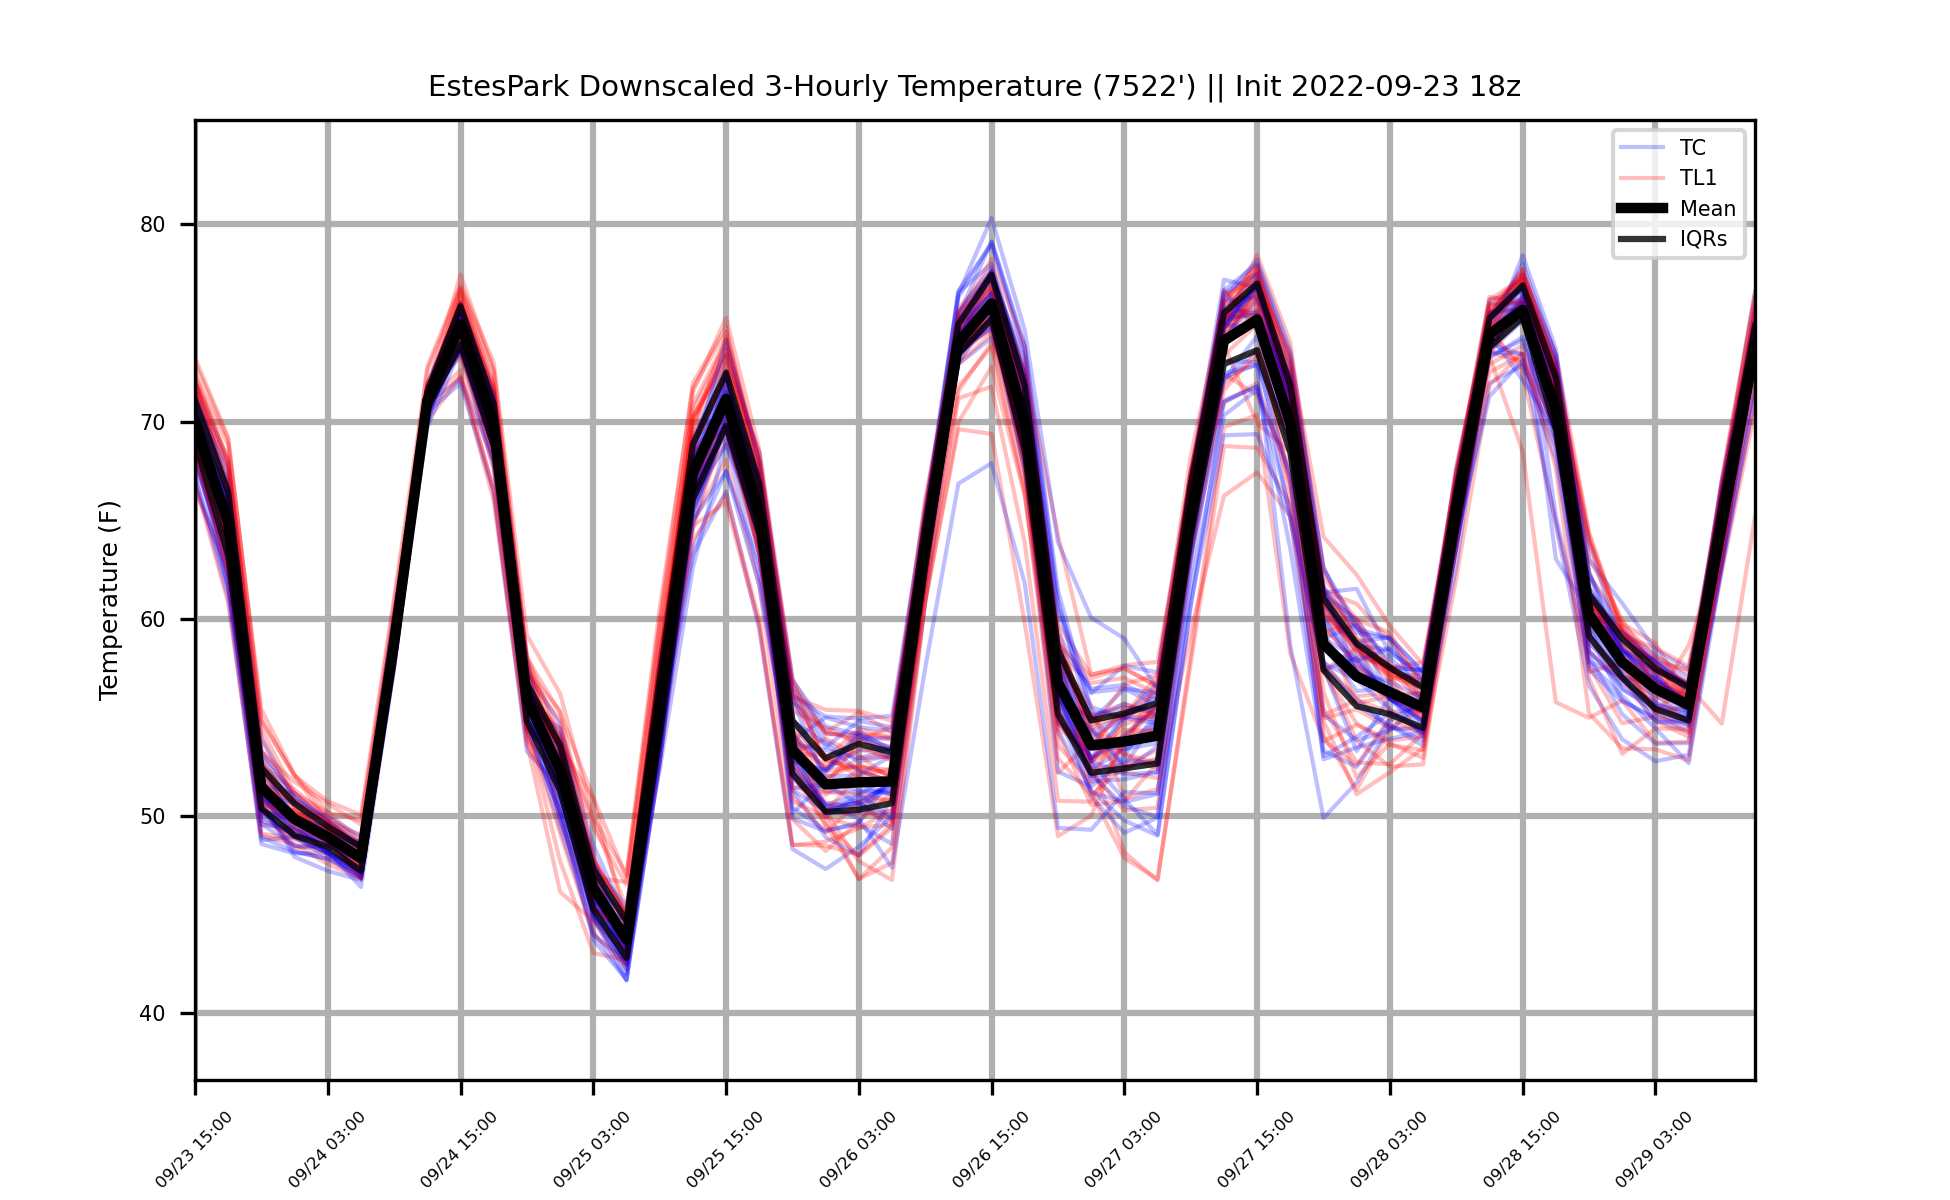 EstesPark Downscaled 3-Hourly Temperature (7522') || Init 2022-09-23 18z
TC
TL1
Mean
IQRs
Temperature (F)
80
70
60
50
40
09/23 15:00
09/24 03:00
09/24 15:00
09/25 03:00
09/25 15:00
09/26 03:00
09/26 15:00
09/27 03:00
09/27 15:00
09/28 03:00
09/28 15:00
09/29 03:00